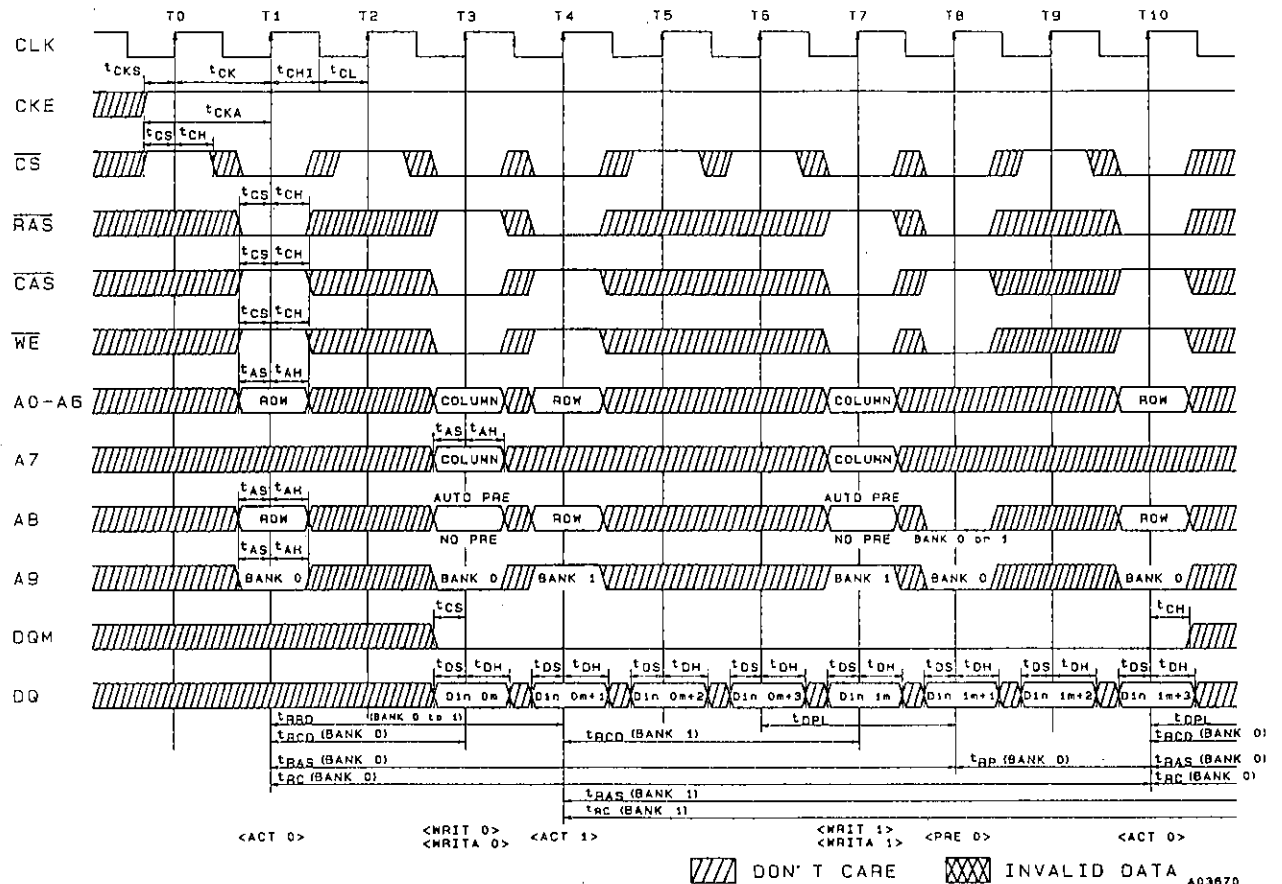 T0 T1 T2 T3 T4 T5 T6 T7 T8 T9 T10
CLK
tCKS tCK tCHI tCL
CKE
tCKA
tCS tCH
CS
tCS tCH
RAS
tCS tCH
CAS
tCS tCH
WE
tAS tAH
A0-A6 ROW COLUMN ROW COLUMN ROW
tAS tAH
A7 COLUMN COLUMN
tAS tAH AUTO PRE AUTO PRE
A8 ROW ROW ROW
tAS tAH NO PRE NO PRE BANK 0 or 1
A9 BANK 0 BANK 0 BANK 1 BANK 1 BANK 0 BANK 0
tCS tCH
DQM
tDS tDH tDS tDH tDS tDH tDS tDH tDS tDH tDS tDH tDS tDH tDS tDH
DQ Din 0m Din 0m+1 Din 0m+2 Din 0m+3 Din 1m Din 1m+1 Din 1m+2 Din 1m+3
tRRD (BANK 0 to 1) tDPL tDPL
tRCD (BANK 0) tRCD (BANK 1) tRCD (BANK 0)
tRAS (BANK 0) tRP (BANK 0) tRAS (BANK 0)
tRC (BANK 0) tRC (BANK 0)
tRAS (BANK 1)
tRC (BANK 1)
<ACT 0> <WRIT 0> <ACT 1> <WRIT 1> <PRE 0> <ACT 0>
<WRITA 0> <WRITA 1>
DON'T CARE INVALID DATA A03670